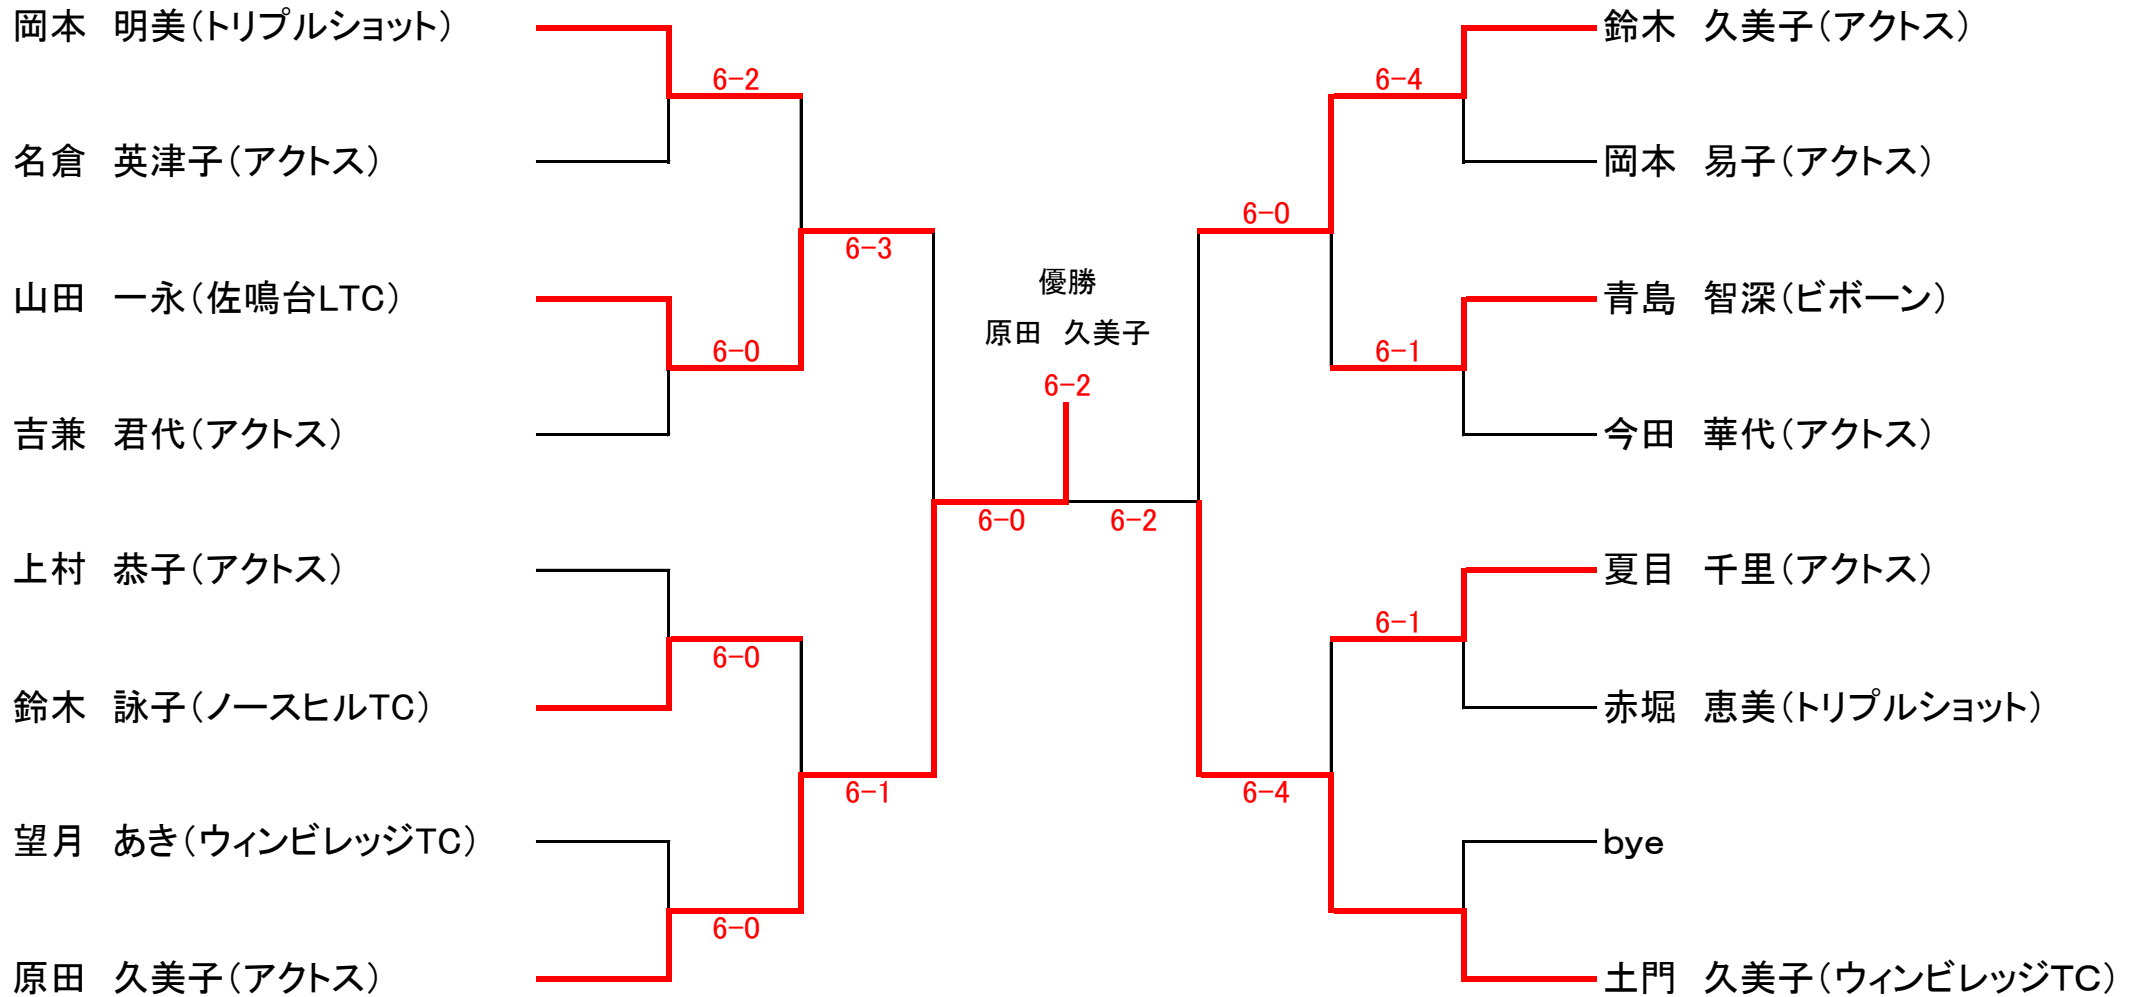 岡本　明美（トリプルショット）
6-2
名倉　英津子（アクトス）
6-3
山田　一永（佐鳴台LTC）
6-0
吉兼　君代（アクトス）
上村　恭子（アクトス）
6-0
鈴木　詠子（ノースヒルTC）
6-1
望月　あき（ウィンビレッジTC）
6-0
原田　久美子（アクトス）
優勝
原田　久美子
6-2
6-0
6-2
鈴木　久美子（アクトス）
6-4
岡本　易子（アクトス）
6-0
青島　智深（ビボーン）
6-1
今田　華代（アクトス）
夏目　千里（アクトス）
6-1
赤堀　恵美（トリプルショット）
6-4
bye
土門　久美子（ウィンビレッジTC）